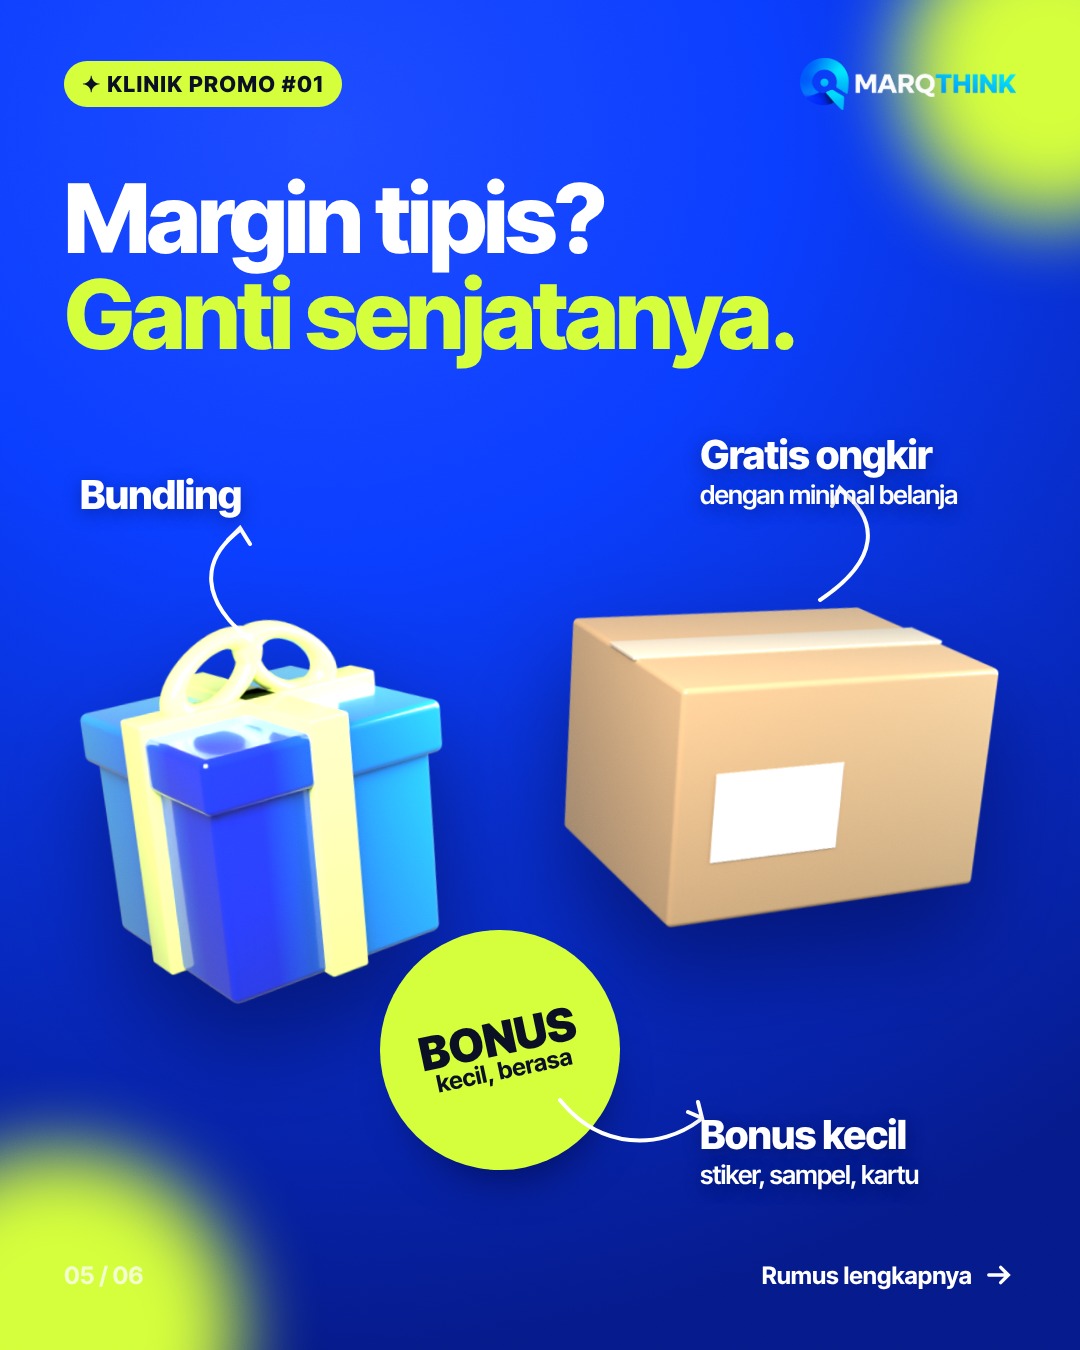 ✦ KLINIK PROMO #01
MARQTHINK
Margin tipis?
Ganti senjatanya.
Gratis ongkir
dengan minimal belanja
Bundling
BONUS
kecil, berasa
Bonus kecil
stiker, sampel, kartu
05 / 06
Rumus lengkapnya →